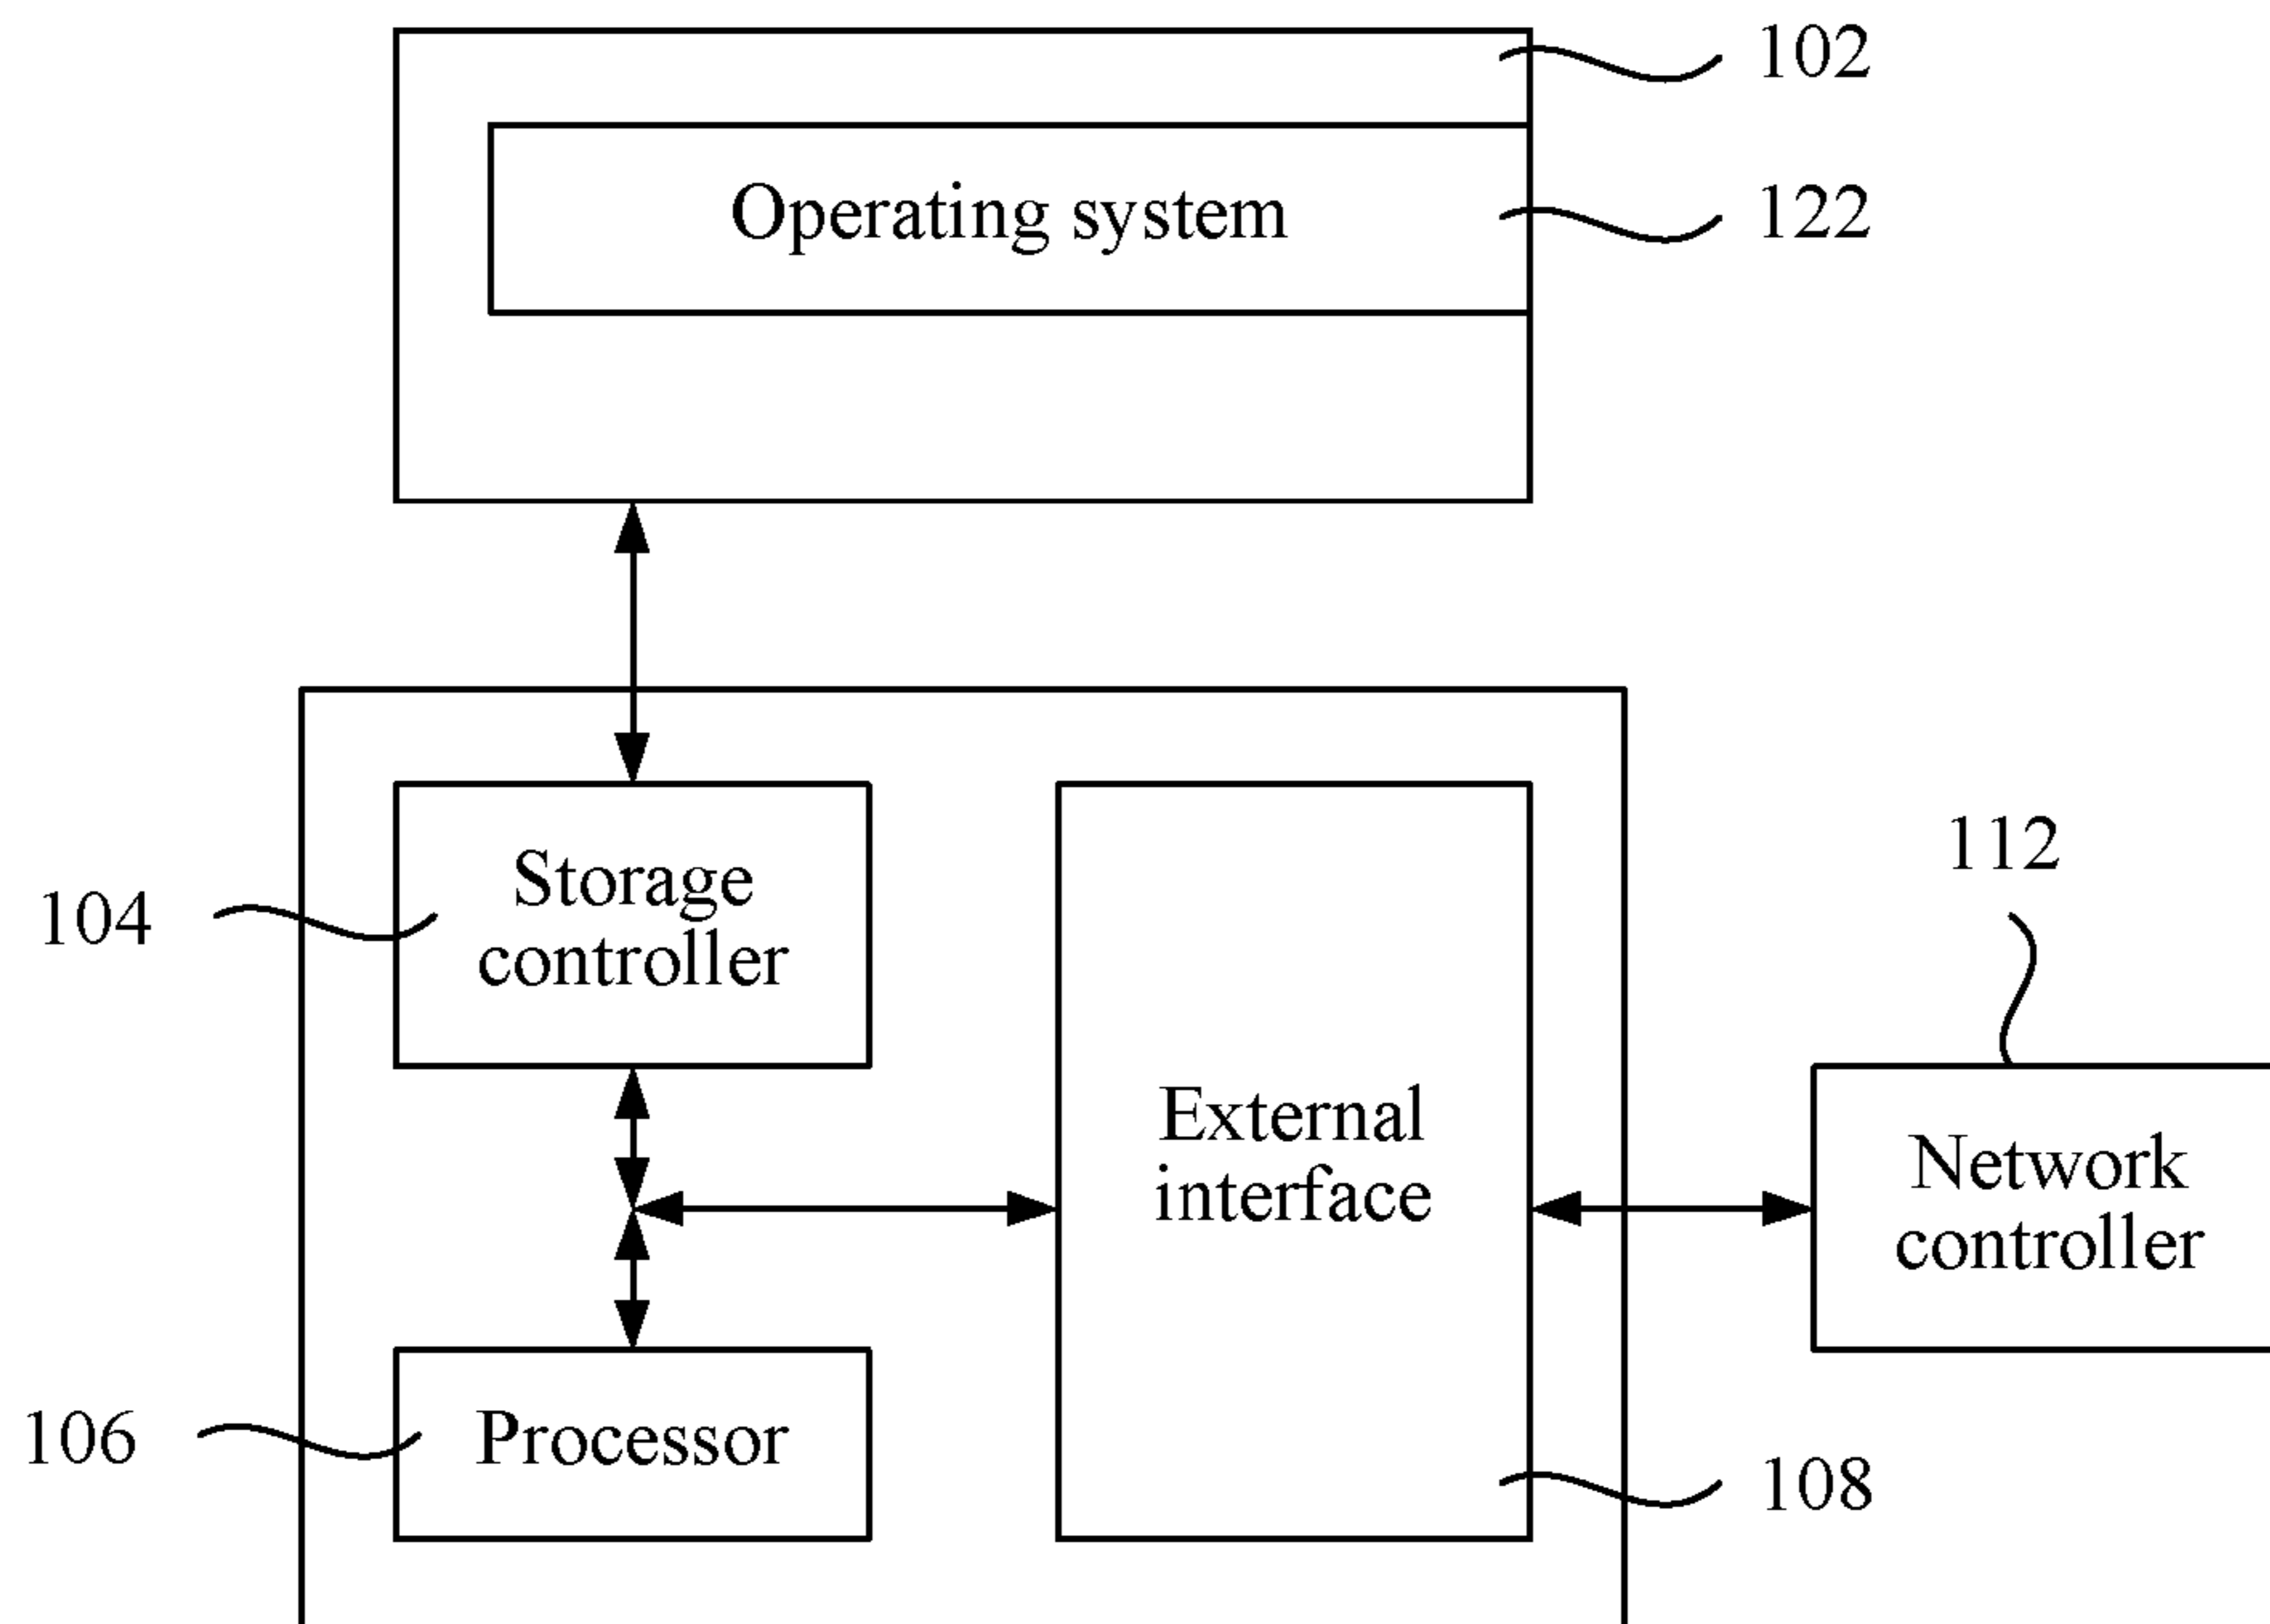 102
Operating system
122
Storage
controller
104
112
External
interface
Network
controller
Processor
106
108